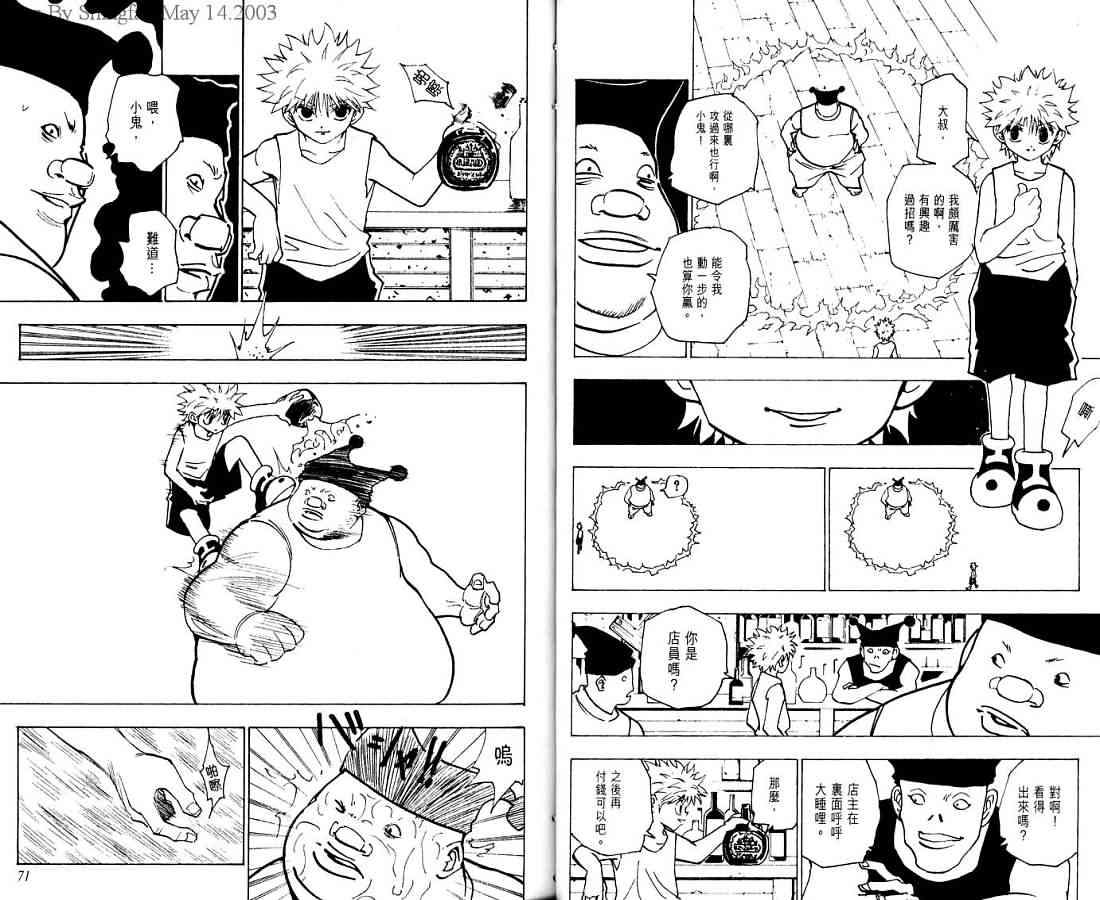 By Shingfa May 14.2003
大叔，
我頗厲害
的啊，
有興趣
過招嗎？
從哪裏
攻過來也行啊，
小鬼！
能令我
動一步的，
也算你贏。
嘶
？
你是
店員嗎？
對啊！
看得
出來嗎？
店主在
裏面呼呼
大睡哩。
那麼，
之後再
付錢可以吧。
啪嚓
喂，
小鬼，
難道…
嗚
啪嚓
71